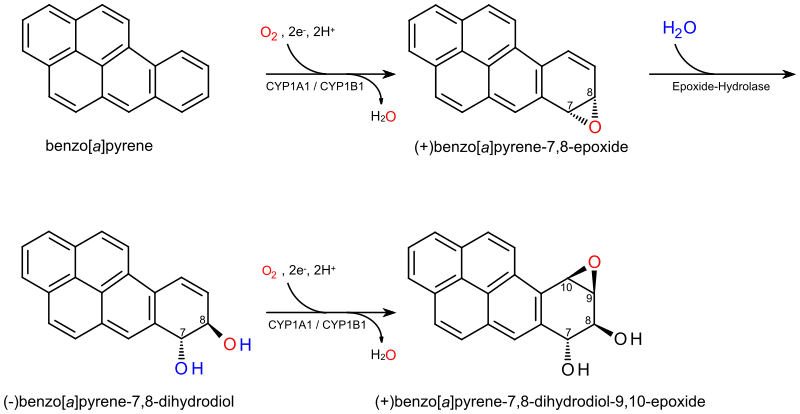 O₂ , 2e⁻, 2H⁺
CYP1A1 / CYP1B1
H₂O
benzo[a]pyrene
8
7
O
(+)benzo[a]pyrene-7,8-epoxide
H₂O
Epoxide-Hydrolase
8
7
OH
OH
(-)benzo[a]pyrene-7,8-dihydrodiol
O₂ , 2e⁻, 2H⁺
CYP1A1 / CYP1B1
H₂O
O
10
9
8
7
OH
OH
(+)benzo[a]pyrene-7,8-dihydrodiol-9,10-epoxide